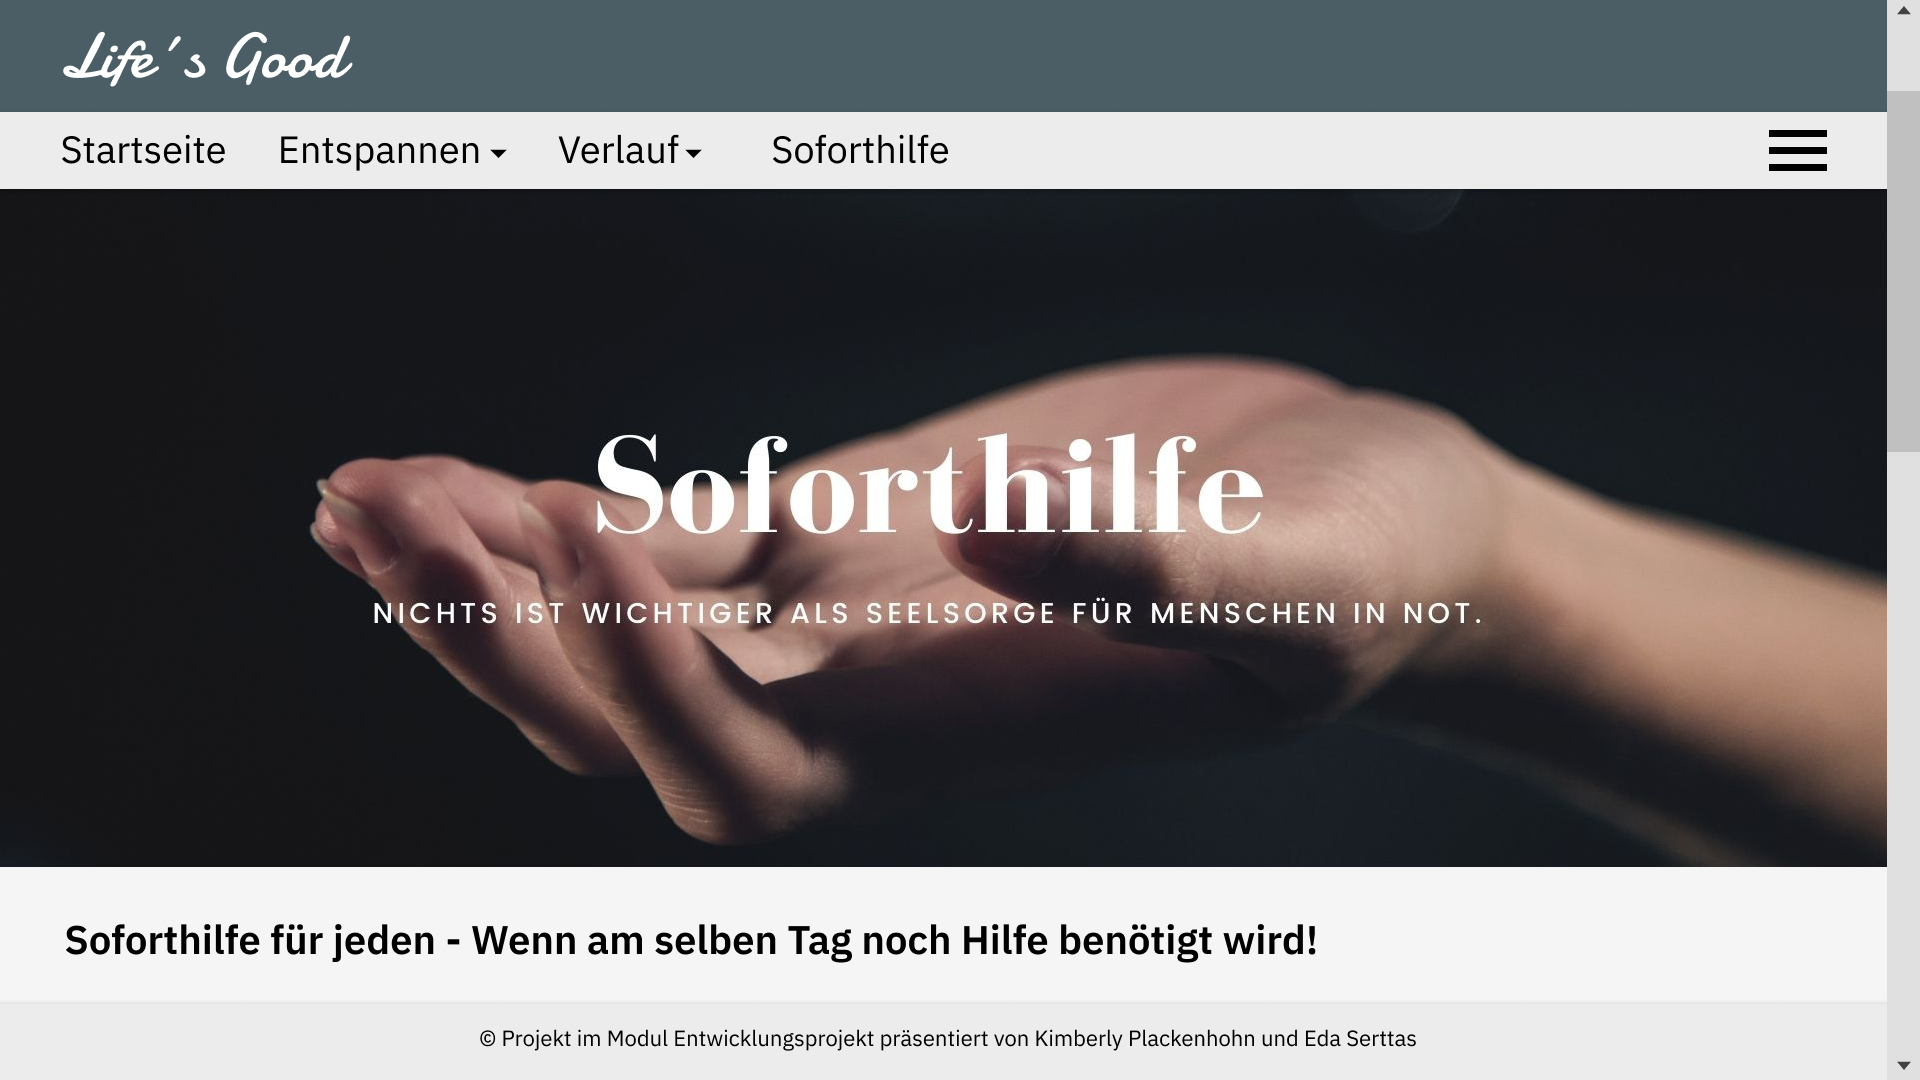 Life´s Good
Startseite Entspannen Verlauf Soforthilfe
Soforthilfe
NICHTS IST WICHTIGER ALS SEELSORGE FÜR MENSCHEN IN NOT.
Soforthilfe für jeden - Wenn am selben Tag noch Hilfe benötigt wird!
© Projekt im Modul Entwicklungsprojekt präsentiert von Kimberly Plackenhohn und Eda Serttas